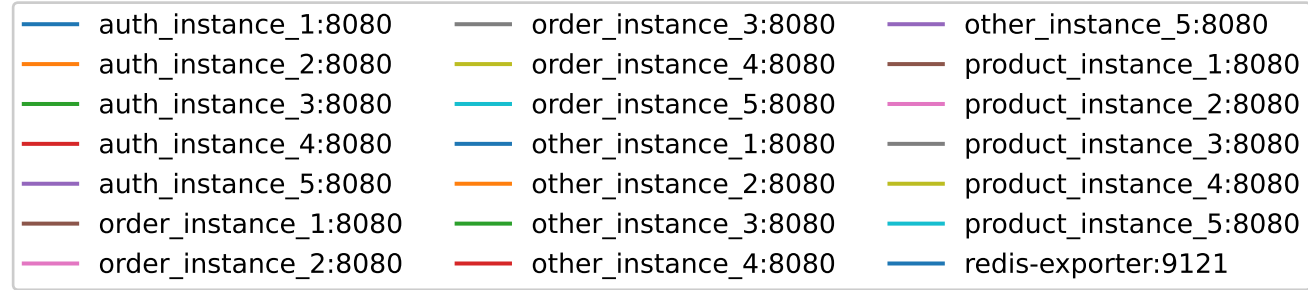 auth_instance_1:8080
auth_instance_2:8080
auth_instance_3:8080
auth_instance_4:8080
auth_instance_5:8080
order_instance_1:8080
order_instance_2:8080
order_instance_3:8080
order_instance_4:8080
order_instance_5:8080
other_instance_1:8080
other_instance_2:8080
other_instance_3:8080
other_instance_4:8080
other_instance_5:8080
product_instance_1:8080
product_instance_2:8080
product_instance_3:8080
product_instance_4:8080
product_instance_5:8080
redis-exporter:9121